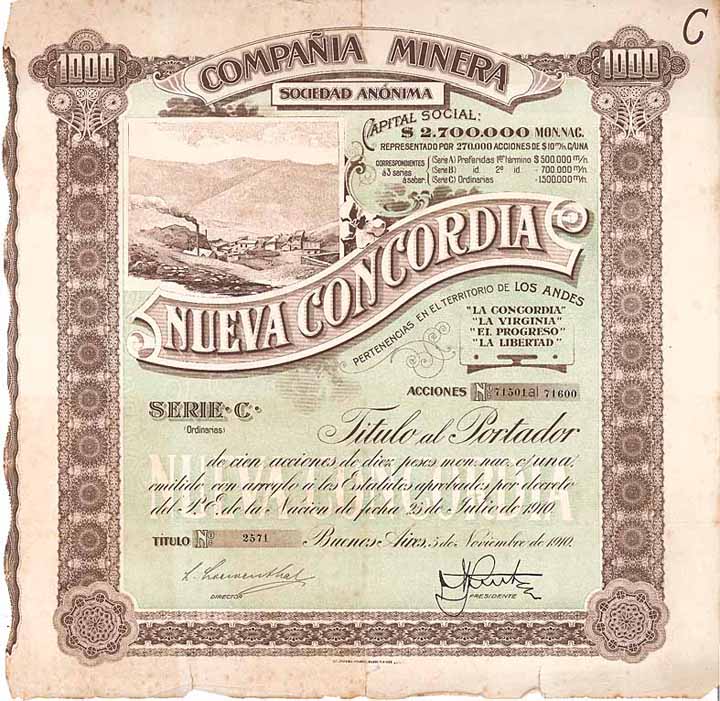 C
1000
1000
COMPAÑIA MINERA
SOCIEDAD ANÓNIMA
CAPITAL SOCIAL:
$ 2.700.000 MON.NAC.
REPRESENTADO POR 270.000 ACCIONES DE $ 10 m/n. C/UNA
CORRESPONDIENTES á 3 series á saber:
(Serie A) Preferidas 1er término $ 500.000 m/n.
(Serie B) id. 2º id. - 700.000 m/n.
(Serie C) Ordinarias - 1.500.000 m/n.
NUEVA CONCORDIA
PERTENENCIAS, EN EL TERRITORIO DE LOS ANDES
"LA CONCORDIA"
"LA VIRGINIA"
"EL PROGRESO"
"LA LIBERTAD"
ACCIONES Nº 71501 al 71600
SERIE "C"
(Ordinarias)
Titulo al Portador
NUEVA CONCORDIA
de cien acciones de diez pesos mon. nac. c/una.
emitido con arreglo á los Estatutos aprobados por decreto
del P. E. de la Nación de fecha 25 de Julio de 1910.
TÍTULO Nº 2571
Buenos Aires, 5 de Noviembre de 1910.
L. Loewenthal
DIRECTOR
PRESIDENTE